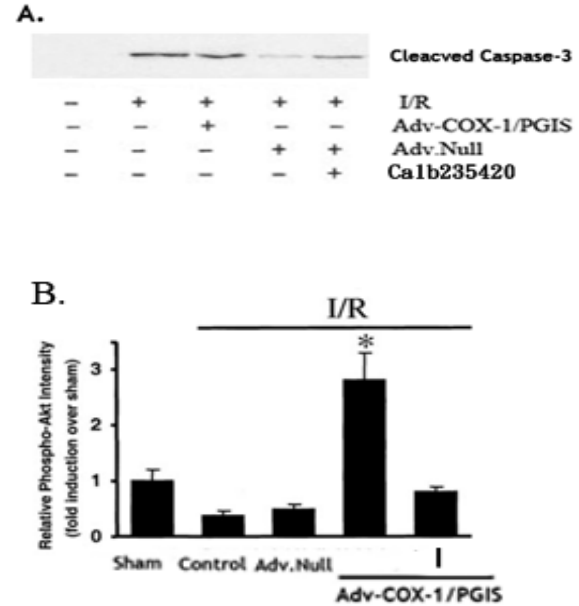 A.
Cleacved Caspase-3
– + + + + I/R
– – + – – Adv-COX-1/PGIS
– – – + + Adv.Null
– – – – + Ca1b235420
B.
I/R
*
Relative Phospho-Akt Intensity
(fold induction over sham)
3
2
1
0
Sham Control Adv.Null I
Adv-COX-1/PGIS